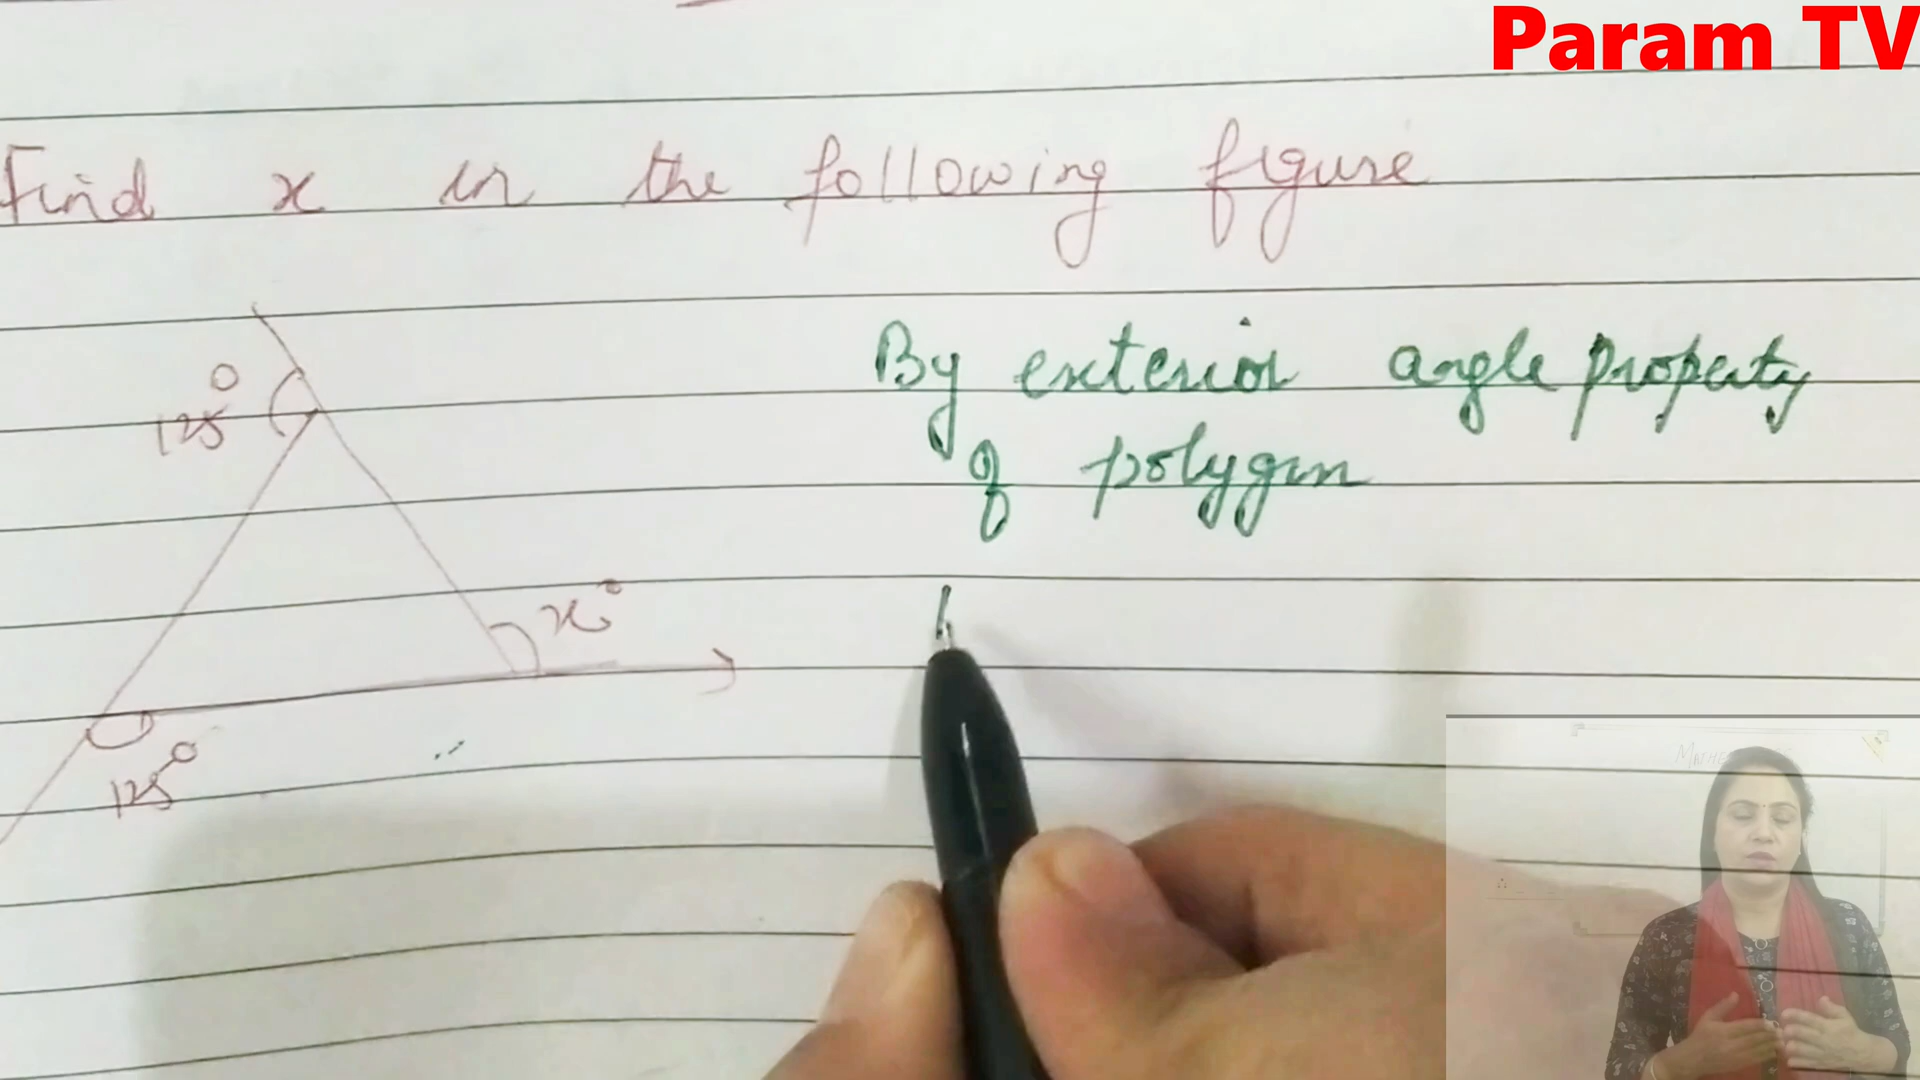 Param TV
Find x in the following figure
By exterior angle property
of polygon
125°
x°
125°